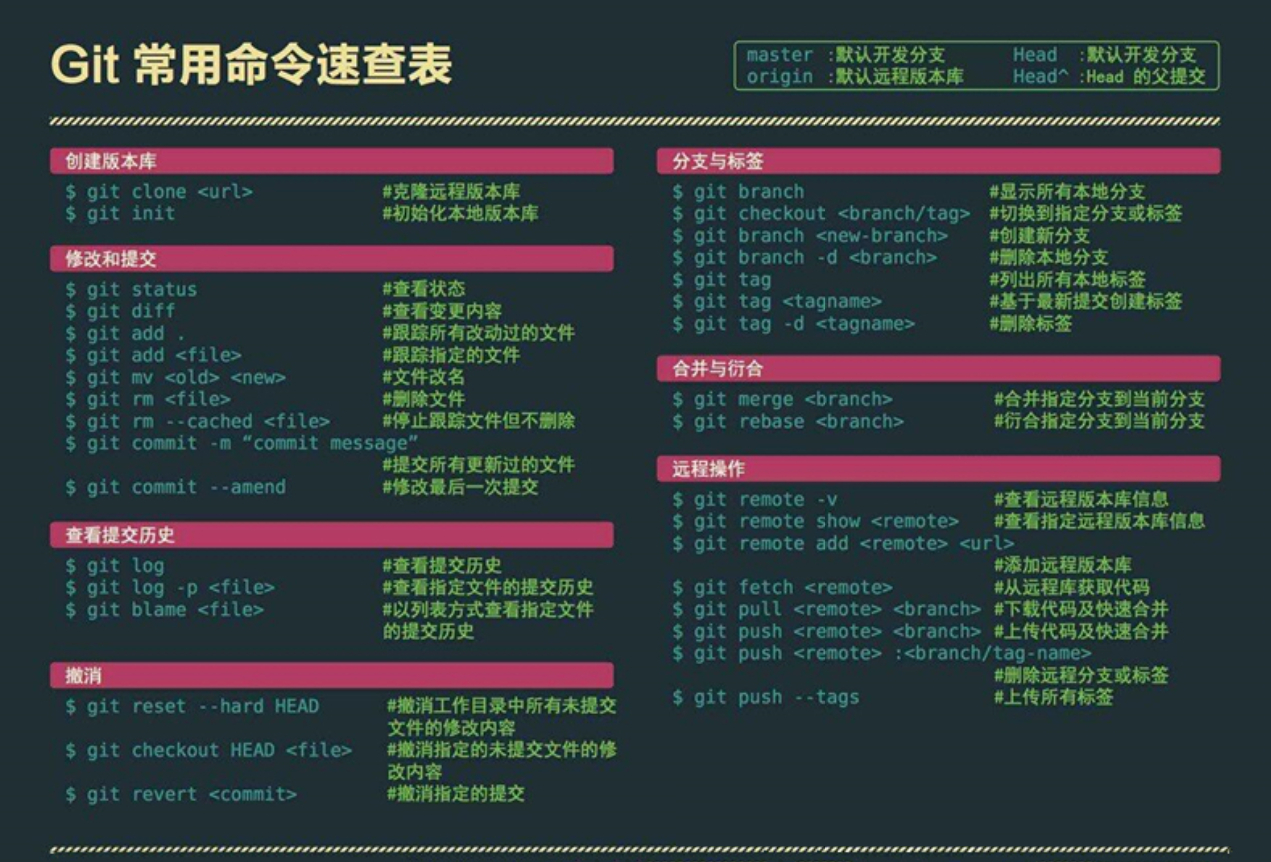 Git 常用命令速查表
master :默认开发分支 Head :默认开发分支
origin :默认远程版本库 Head^ :Head 的父提交
创建版本库
$ git clone <url> #克隆远程版本库
$ git init #初始化本地版本库
修改和提交
$ git status #查看状态
$ git diff #查看变更内容
$ git add . #跟踪所有改动过的文件
$ git add <file> #跟踪指定的文件
$ git mv <old> <new> #文件改名
$ git rm <file> #删除文件
$ git rm --cached <file> #停止跟踪文件但不删除
$ git commit -m “commit message”
#提交所有更新过的文件
$ git commit --amend #修改最后一次提交
查看提交历史
$ git log #查看提交历史
$ git log -p <file> #查看指定文件的提交历史
$ git blame <file> #以列表方式查看指定文件
的提交历史
撤消
$ git reset --hard HEAD #撤消工作目录中所有未提交
文件的修改内容
$ git checkout HEAD <file> #撤消指定的未提交文件的修
改内容
$ git revert <commit> #撤消指定的提交
分支与标签
$ git branch #显示所有本地分支
$ git checkout <branch/tag> #切换到指定分支或标签
$ git branch <new-branch> #创建新分支
$ git branch -d <branch> #删除本地分支
$ git tag #列出所有本地标签
$ git tag <tagname> #基于最新提交创建标签
$ git tag -d <tagname> #删除标签
合并与衍合
$ git merge <branch> #合并指定分支到当前分支
$ git rebase <branch> #衍合指定分支到当前分支
远程操作
$ git remote -v #查看远程版本库信息
$ git remote show <remote> #查看指定远程版本库信息
$ git remote add <remote> <url>
#添加远程版本库
$ git fetch <remote> #从远程库获取代码
$ git pull <remote> <branch> #下载代码及快速合并
$ git push <remote> <branch> #上传代码及快速合并
$ git push <remote> :<branch/tag-name>
#删除远程分支或标签
$ git push --tags #上传所有标签